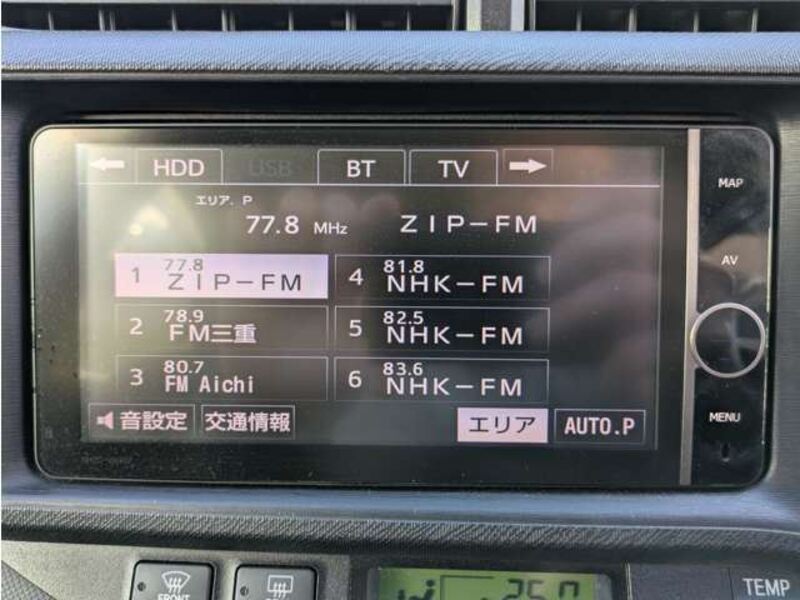 HDD USB BT TV
MAP
エリア. P
77.8 MHz ZIP-FM
AV
1 77.8 ZIP-FM
4 81.8 NHK-FM
2 78.9 FM三重
5 82.5 NHK-FM
3 80.7 FM Aichi
6 83.6 NHK-FM
音設定 交通情報 エリア AUTO.P
MENU
FRONT
25.0
TEMP